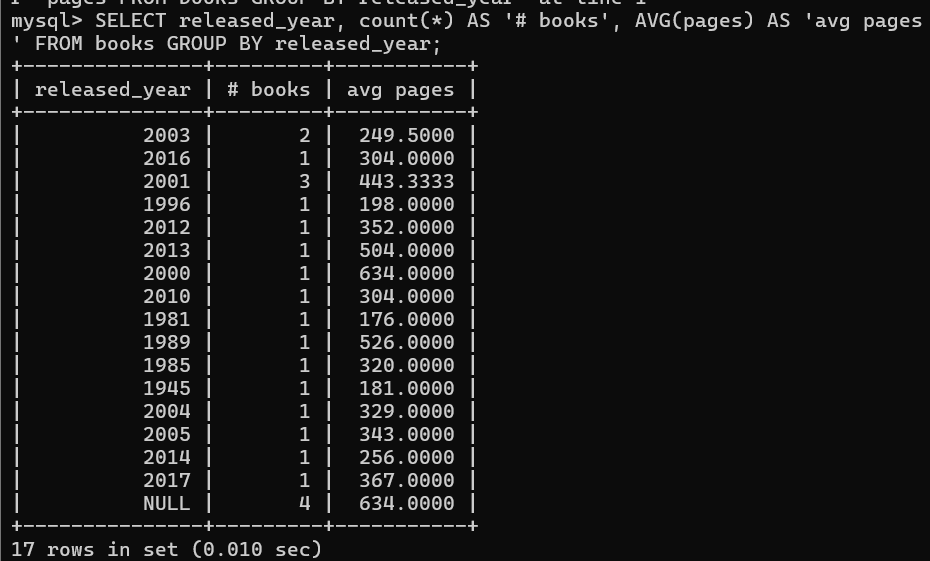 pages FROM books GROUP BY released_year' at line 1
mysql> SELECT released_year, count(*) AS '# books', AVG(pages) AS 'avg pages
' FROM books GROUP BY released_year;
+---------------+---------+-----------+
| released_year | # books | avg pages |
+---------------+---------+-----------+
|          2003 |       2 |  249.5000 |
|          2016 |       1 |  304.0000 |
|          2001 |       3 |  443.3333 |
|          1996 |       1 |  198.0000 |
|          2012 |       1 |  352.0000 |
|          2013 |       1 |  504.0000 |
|          2000 |       1 |  634.0000 |
|          2010 |       1 |  304.0000 |
|          1981 |       1 |  176.0000 |
|          1989 |       1 |  526.0000 |
|          1985 |       1 |  320.0000 |
|          1945 |       1 |  181.0000 |
|          2004 |       1 |  329.0000 |
|          2005 |       1 |  343.0000 |
|          2014 |       1 |  256.0000 |
|          2017 |       1 |  367.0000 |
|          NULL |       4 |  634.0000 |
+---------------+---------+-----------+
17 rows in set (0.010 sec)